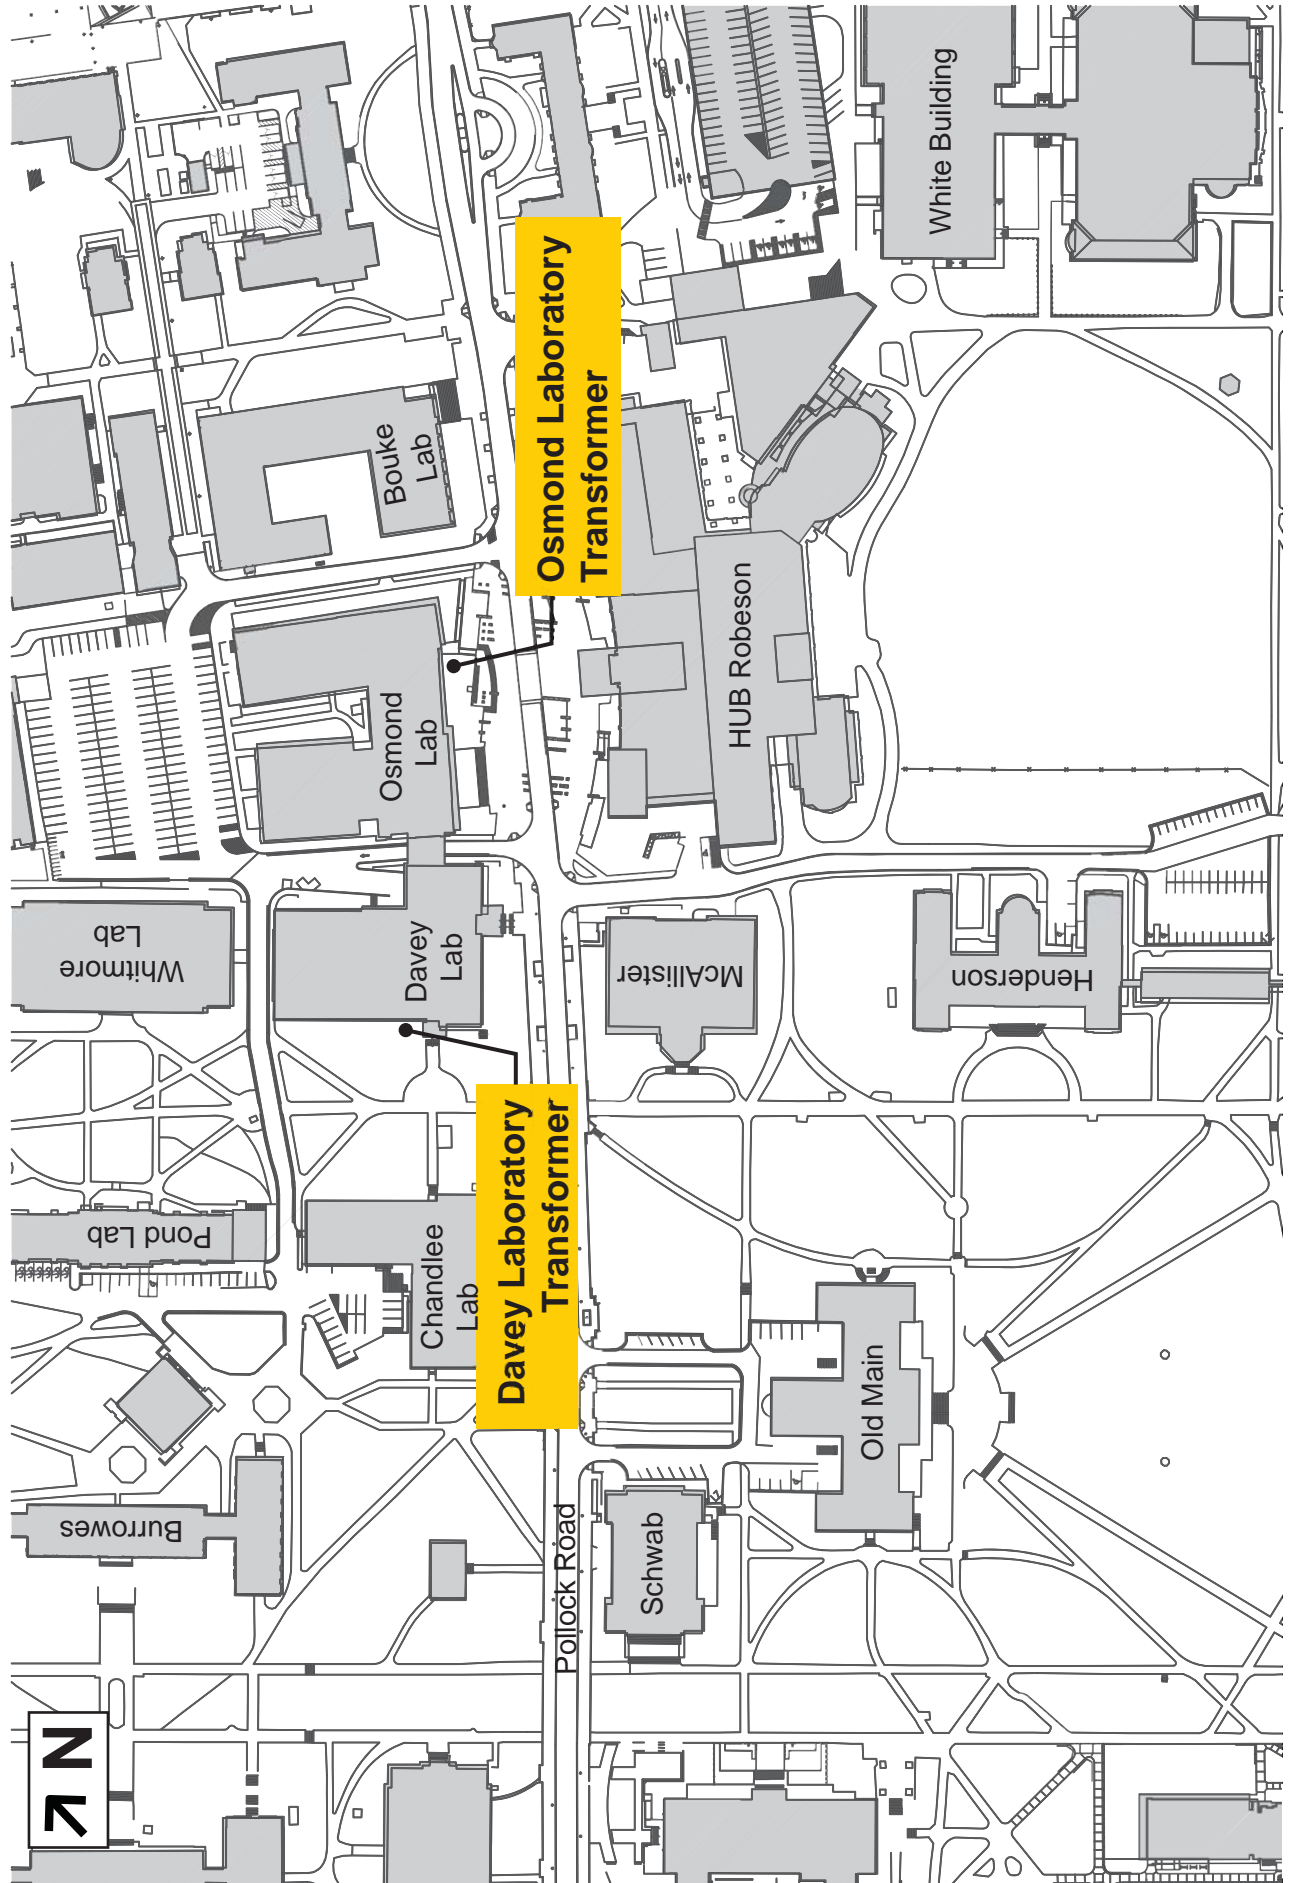 N
Burrowes
Pond Lab
Whitmore
Lab
Chandlee
Lab
Davey
Lab
Osmond
Lab
Bouke
Lab
Davey Laboratory
Transformer
Osmond Laboratory
Transformer
Pollock Road
Schwab
McAllister
HUB Robeson
Old Main
Henderson
White Building